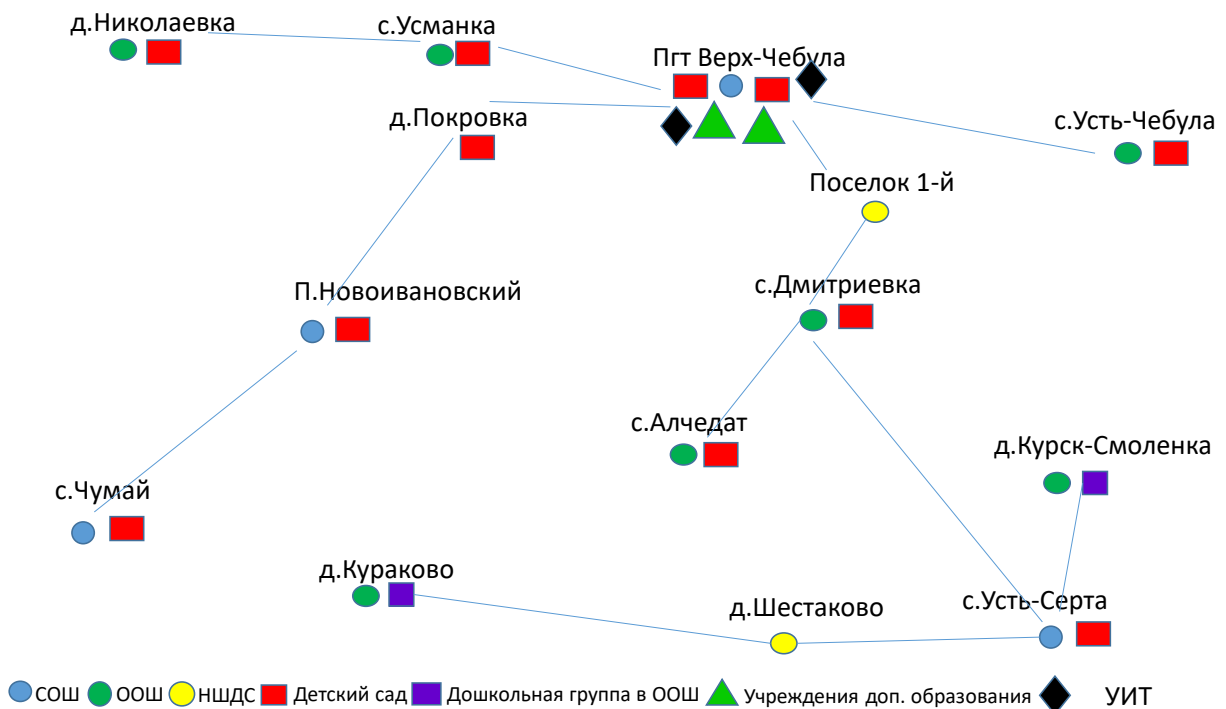 д.Николаевка
с.Усманка
Пгт Верх-Чебула
д.Покровка
с.Усть-Чебула
Поселок 1-й
с.Дмитриевка
П.Новоивановский
с.Алчедат
д.Курск-Смоленка
с.Чумай
д.Кураково
д.Шестаково
с.Усть-Серта
СОШ ООШ НШДС Детский сад Дошкольная группа в ООШ Учреждения доп. образования УИТ